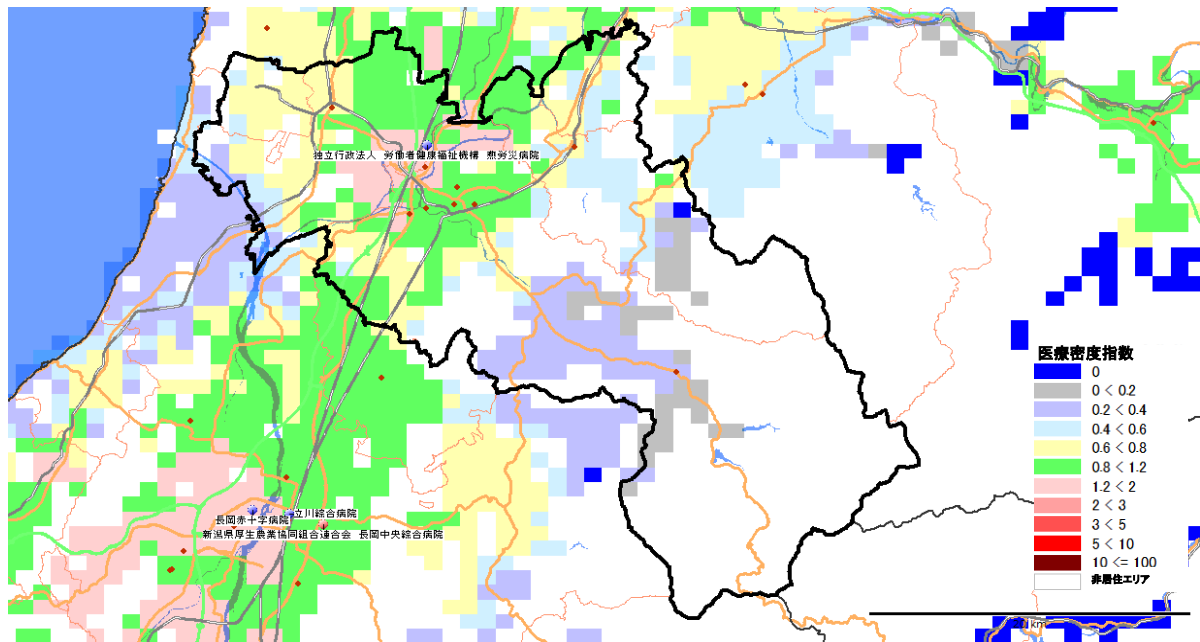 独立行政法人 労働者健康福祉機構 燕労災病院
医療密度指数
0
0 < 0.2
0.2 < 0.4
0.4 < 0.6
0.6 < 0.8
0.8 < 1.2
1.2 < 2
2 < 3
3 < 5
5 < 10
10 <= 100
非居住エリア
立川綜合病院
長岡赤十字病院
新潟県厚生農業協同組合連合会 長岡中央綜合病院